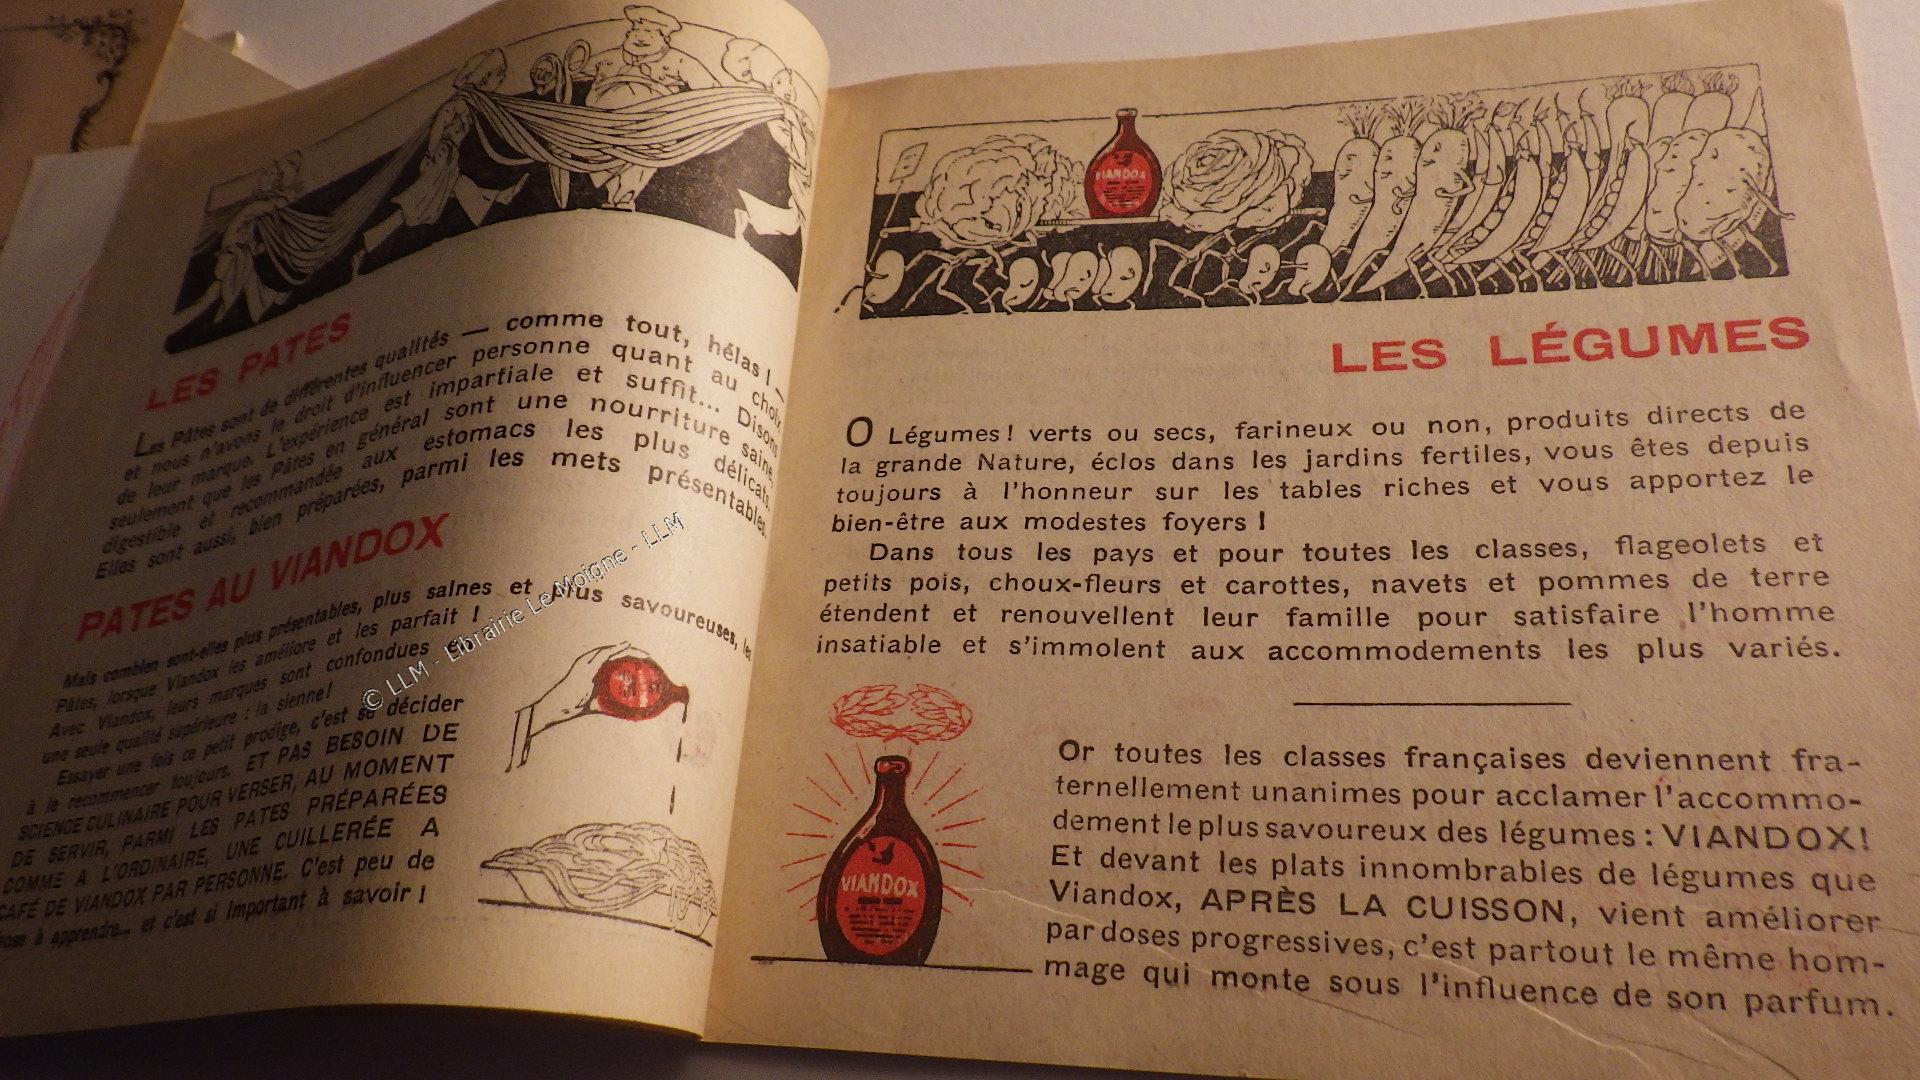 LES PATES
Les Pâtes sont de différentes qualités — comme tout, hélas ! —
et nous n'avons le droit d'influencer personne quant au choix
de leur marque. L'expérience est impartiale et suffit... Disons
seulement que les Pâtes en général sont une nourriture saine,
digestible et recommandée aux estomacs les plus délicats.
Elles sont aussi, bien préparées, parmi les mets présentables.
PATES AU VIANDOX
Mais combien sont-elles plus présentables, plus saines et plus savoureuses, les
Pâtes, lorsque Viandox les améliore et les parfait !
Avec Viandox, leurs marques sont confondues en
une seule qualité supérieure : la sienne !
Essayer une fois ce petit prodige, c'est se décider
à le recommencer toujours. ET PAS BESOIN DE
SCIENCE CULINAIRE POUR VERSER, AU MOMENT
DE SERVIR, PARMI LES PATES PRÉPARÉES
COMME A L'ORDINAIRE, UNE CUILLERÉE A
CAFÉ DE VIANDOX PAR PERSONNE. C'est peu de
chose à apprendre... et c'est si important à savoir !
© LLM - Librairie Le Moigne - LLM
VIANDOX
LES LÉGUMES
O Légumes ! verts ou secs, farineux ou non, produits directs de
la grande Nature, éclos dans les jardins fertiles, vous êtes depuis
toujours à l'honneur sur les tables riches et vous apportez le
bien-être aux modestes foyers !
Dans tous les pays et pour toutes les classes, flageolets et
petits pois, choux-fleurs et carottes, navets et pommes de terre
étendent et renouvellent leur famille pour satisfaire l'homme
insatiable et s'immolent aux accommodements les plus variés.
VIANDOX
Or toutes les classes françaises deviennent fra-
ternellement unanimes pour acclamer l'accommo-
dement le plus savoureux des légumes : VIANDOX !
Et devant les plats innombrables de légumes que
Viandox, APRÈS LA CUISSON, vient améliorer
par doses progressives, c'est partout le même hom-
mage qui monte sous l'influence de son parfum.